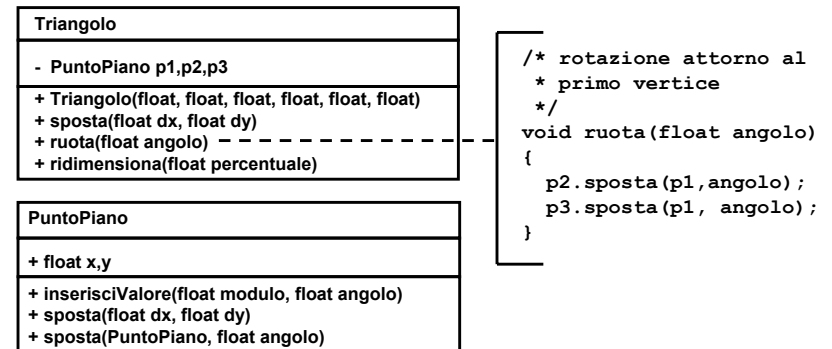 Triangolo
- PuntoPiano p1,p2,p3
+ Triangolo(float, float, float, float, float, float)
+ sposta(float dx, float dy)
+ ruota(float angolo)
+ ridimensiona(float percentuale)
/* rotazione attorno al
* primo vertice
*/
void ruota(float angolo)
{
p2.sposta(p1,angolo);
p3.sposta(p1, angolo);
}
PuntoPiano
+ float x,y
+ inserisciValore(float modulo, float angolo)
+ sposta(float dx, float dy)
+ sposta(PuntoPiano, float angolo)